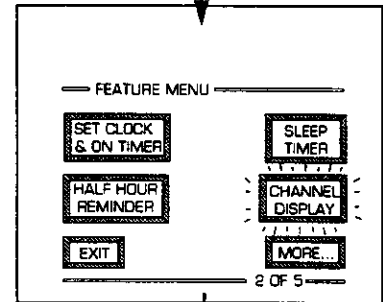 FEATURE MENU
SET CLOCK
& ON TIMER
SLEEP
TIMER
HALF HOUR
REMINDER
CHANNEL
DISPLAY
EXIT
MORE...
2 OF 5